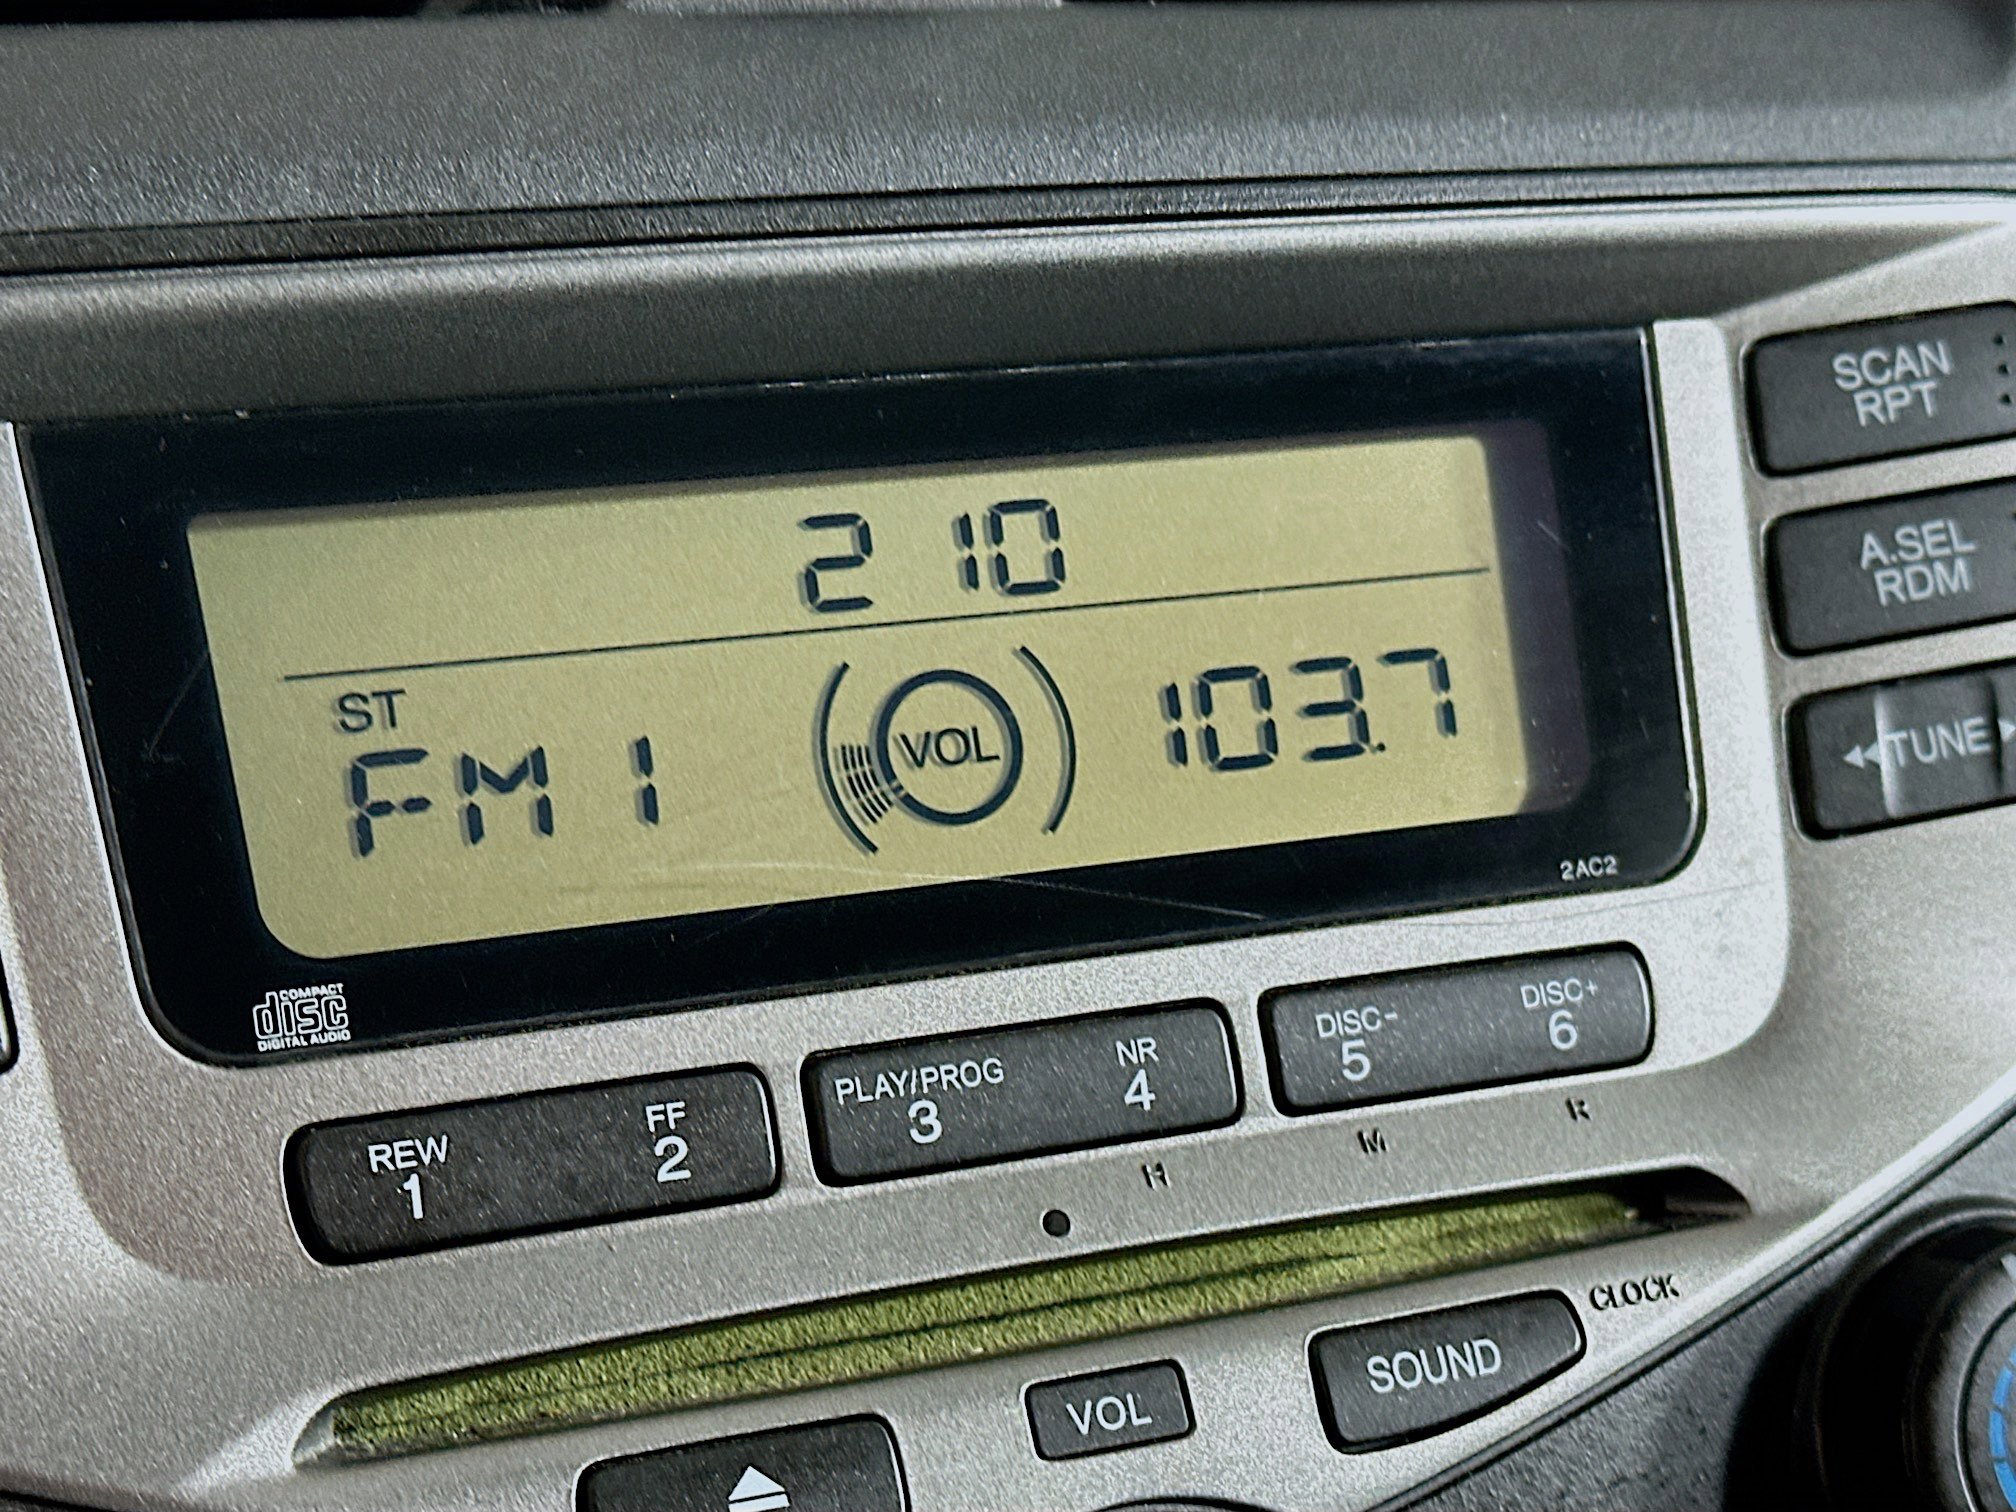 2 10
ST
FM 1
VOL
103.7
2AC2
COMPACT
disc
DIGITAL AUDIO
SCAN
RPT
A.SEL
RDM
TUNE
REW
1
FF
2
PLAY/PROG
3
NR
4
DISC-
5
DISC+
6
H
M
R
CLOCK
VOL
SOUND